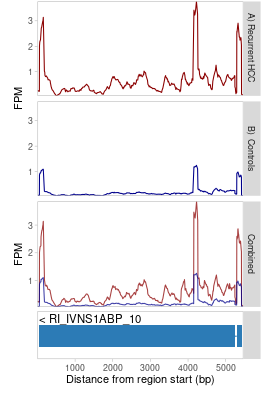 3
2
1
A) Recurrent HCC
FPM
3
2
1
B) Controls
3
2
1
Combined
FPM
< RI_IVNS1ABP_10
1000 2000 3000 4000 5000
Distance from region start (bp)